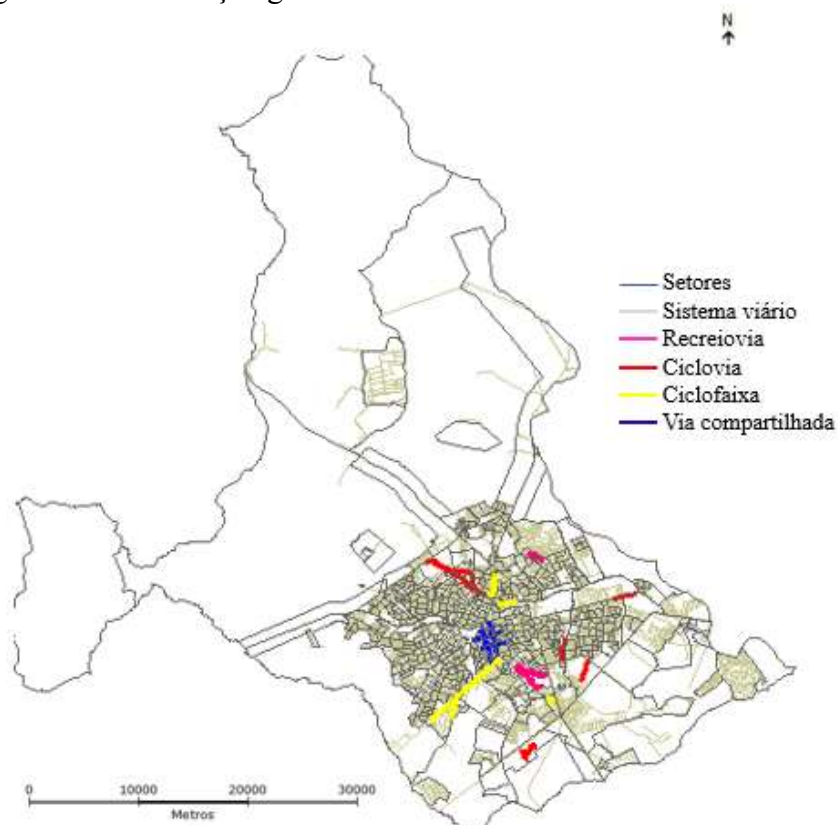 N
Setores
Sistema viário
Recreiovia
Ciclovia
Ciclofaixa
Via compartilhada
0 10000 20000 30000
Metros